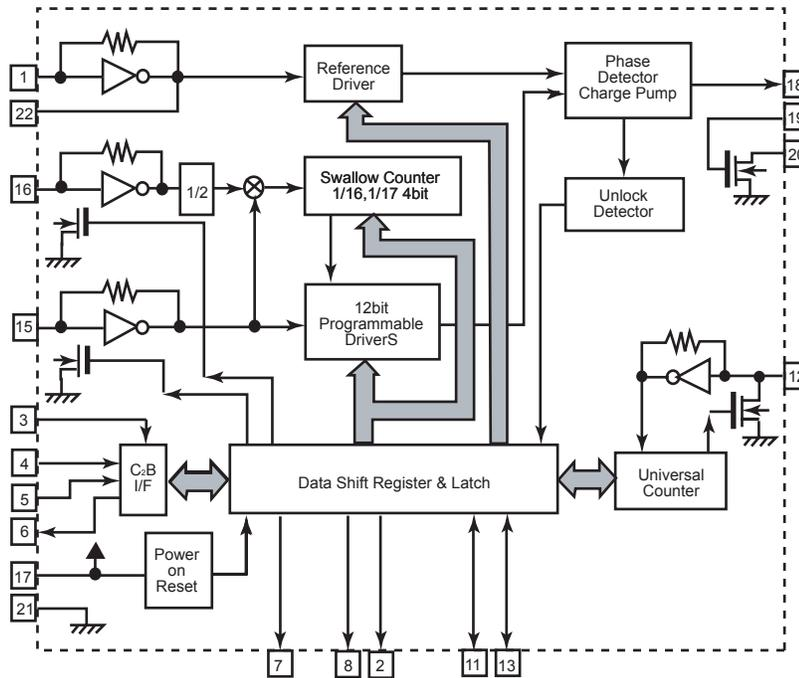 1
22
16
15
3
4
5
6
17
21
Reference
Driver
Phase
Detector
Charge Pump
18
19
20
1/2
Swallow Counter
1/16,1/17 4bit
Unlock
Detector
12bit
Programmable
DriverS
12
C₂B
I/F
Data Shift Register & Latch
Universal
Counter
Power
on
Reset
7
8
2
11
13